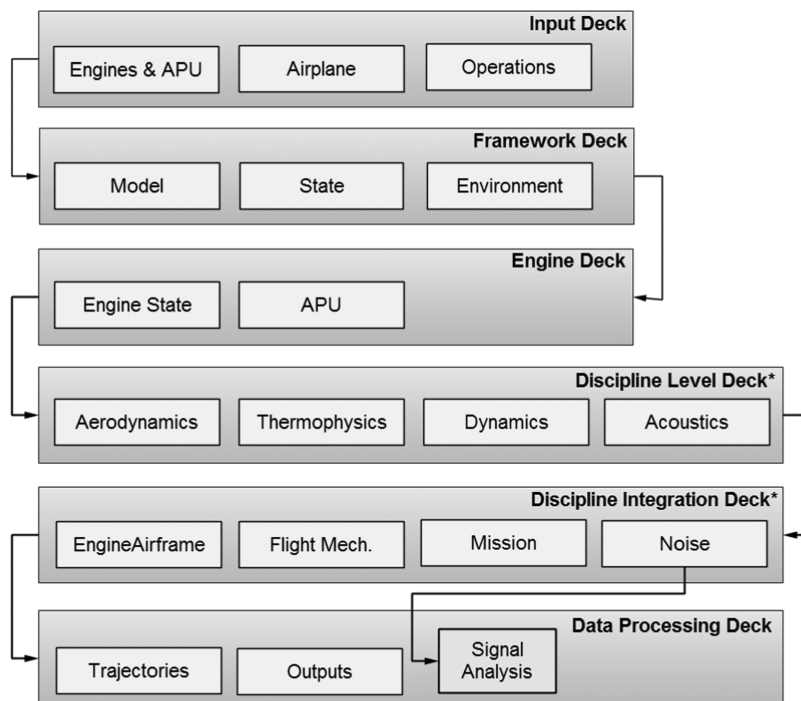 Input Deck
Engines & APU
Airplane
Operations
Framework Deck
Model
State
Environment
Engine Deck
Engine State
APU
Discipline Level Deck*
Aerodynamics
Thermophysics
Dynamics
Acoustics
Discipline Integration Deck*
EngineAirframe
Flight Mech.
Mission
Noise
Data Processing Deck
Trajectories
Outputs
Signal
Analysis